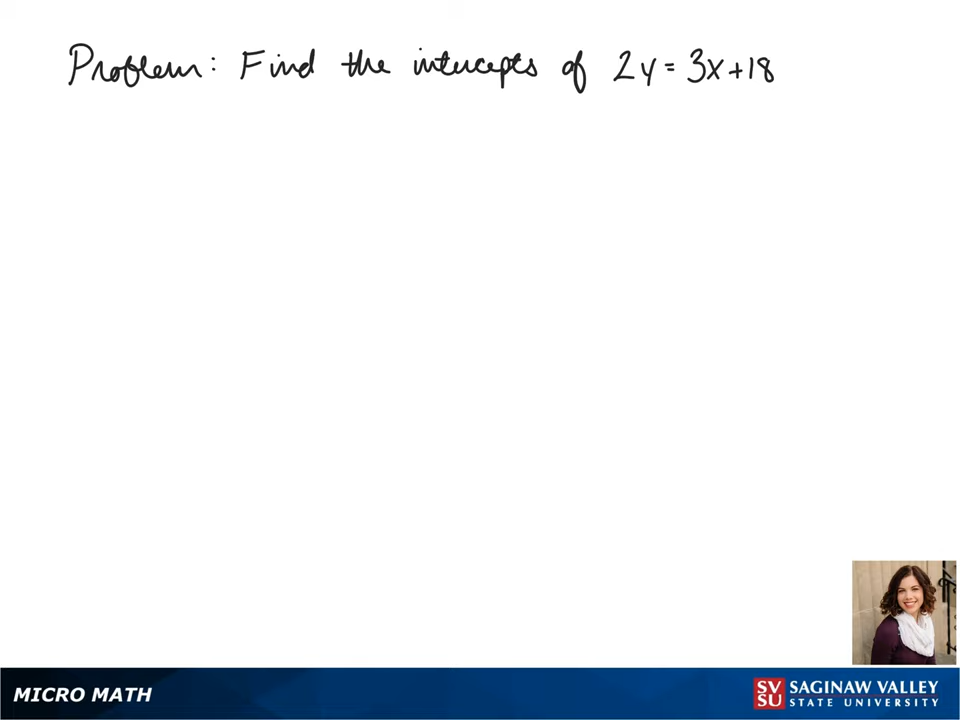 Problem: Find the intercepts of 2y = 3x + 18
MICRO MATH
SV SU SAGINAW VALLEY
STATE UNIVERSITY